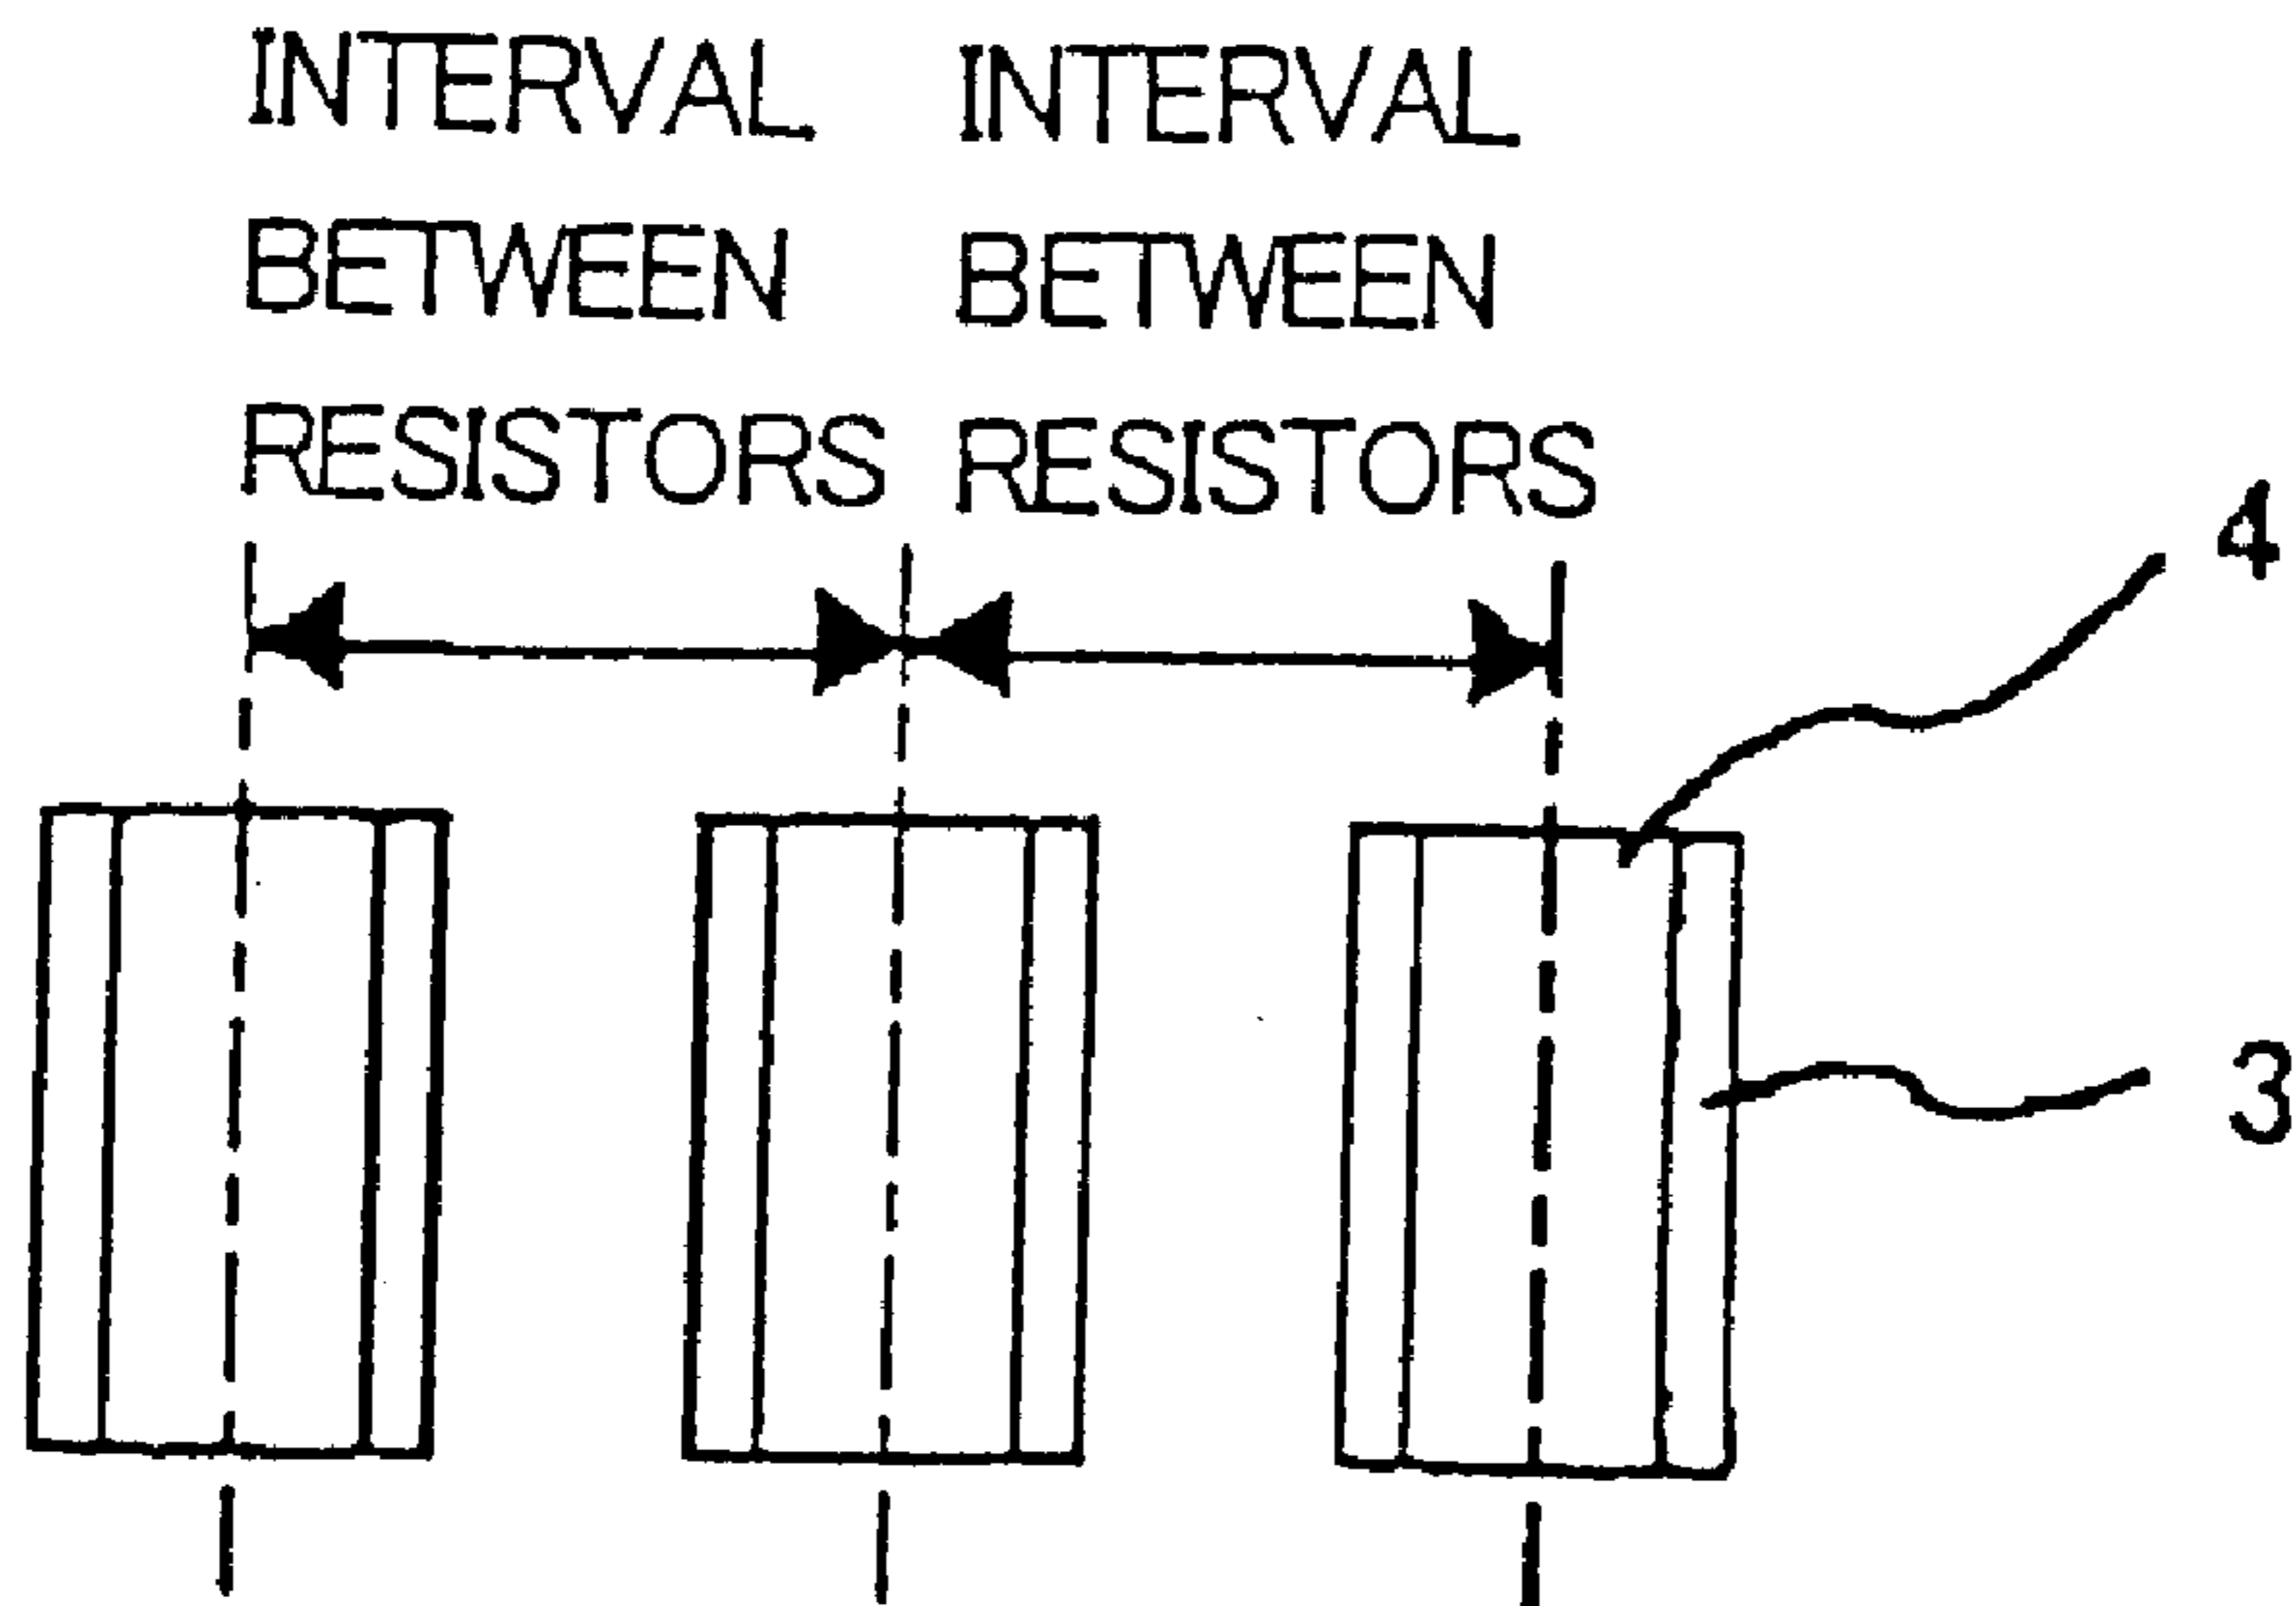 INTERVAL INTERVAL
BETWEEN BETWEEN
RESISTORS RESISTORS
4
3